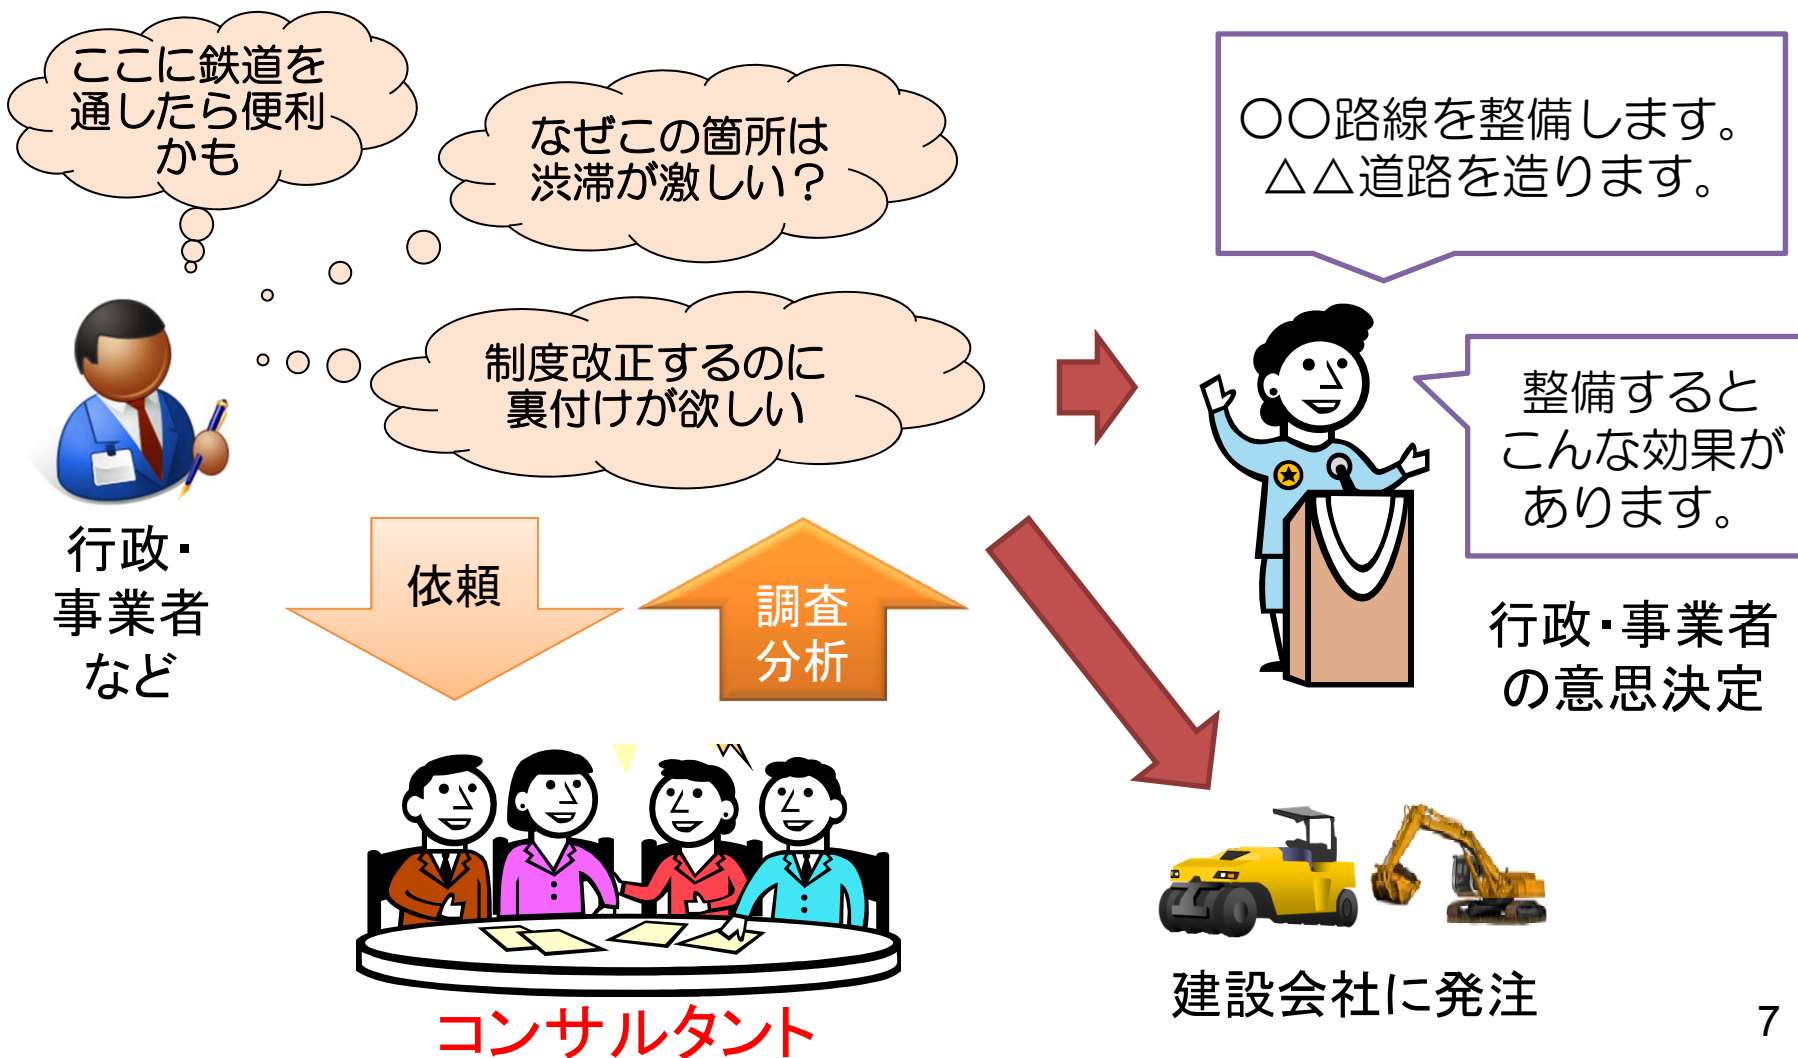 ここに鉄道を
通したら便利
かも
なぜこの箇所は
渋滞が激しい？
制度改正するのに
裏付けが欲しい
行政・
事業者
など
依頼
調査
分析
コンサルタント
〇〇路線を整備します。
△△道路を造ります。
整備すると
こんな効果が
あります。
行政・事業者
の意思決定
建設会社に発注
7